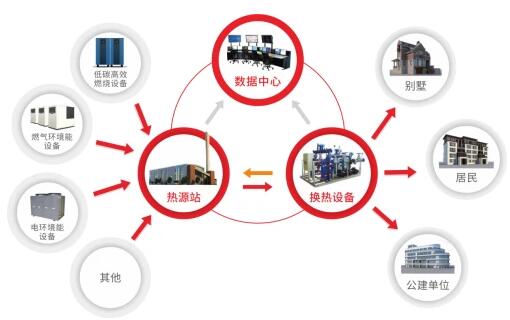 低碳高效
燃烧设备
数据中心
别墅
燃气环境能
设备
热源站
换热设备
居民
电环境能
设备
其他
公建单位